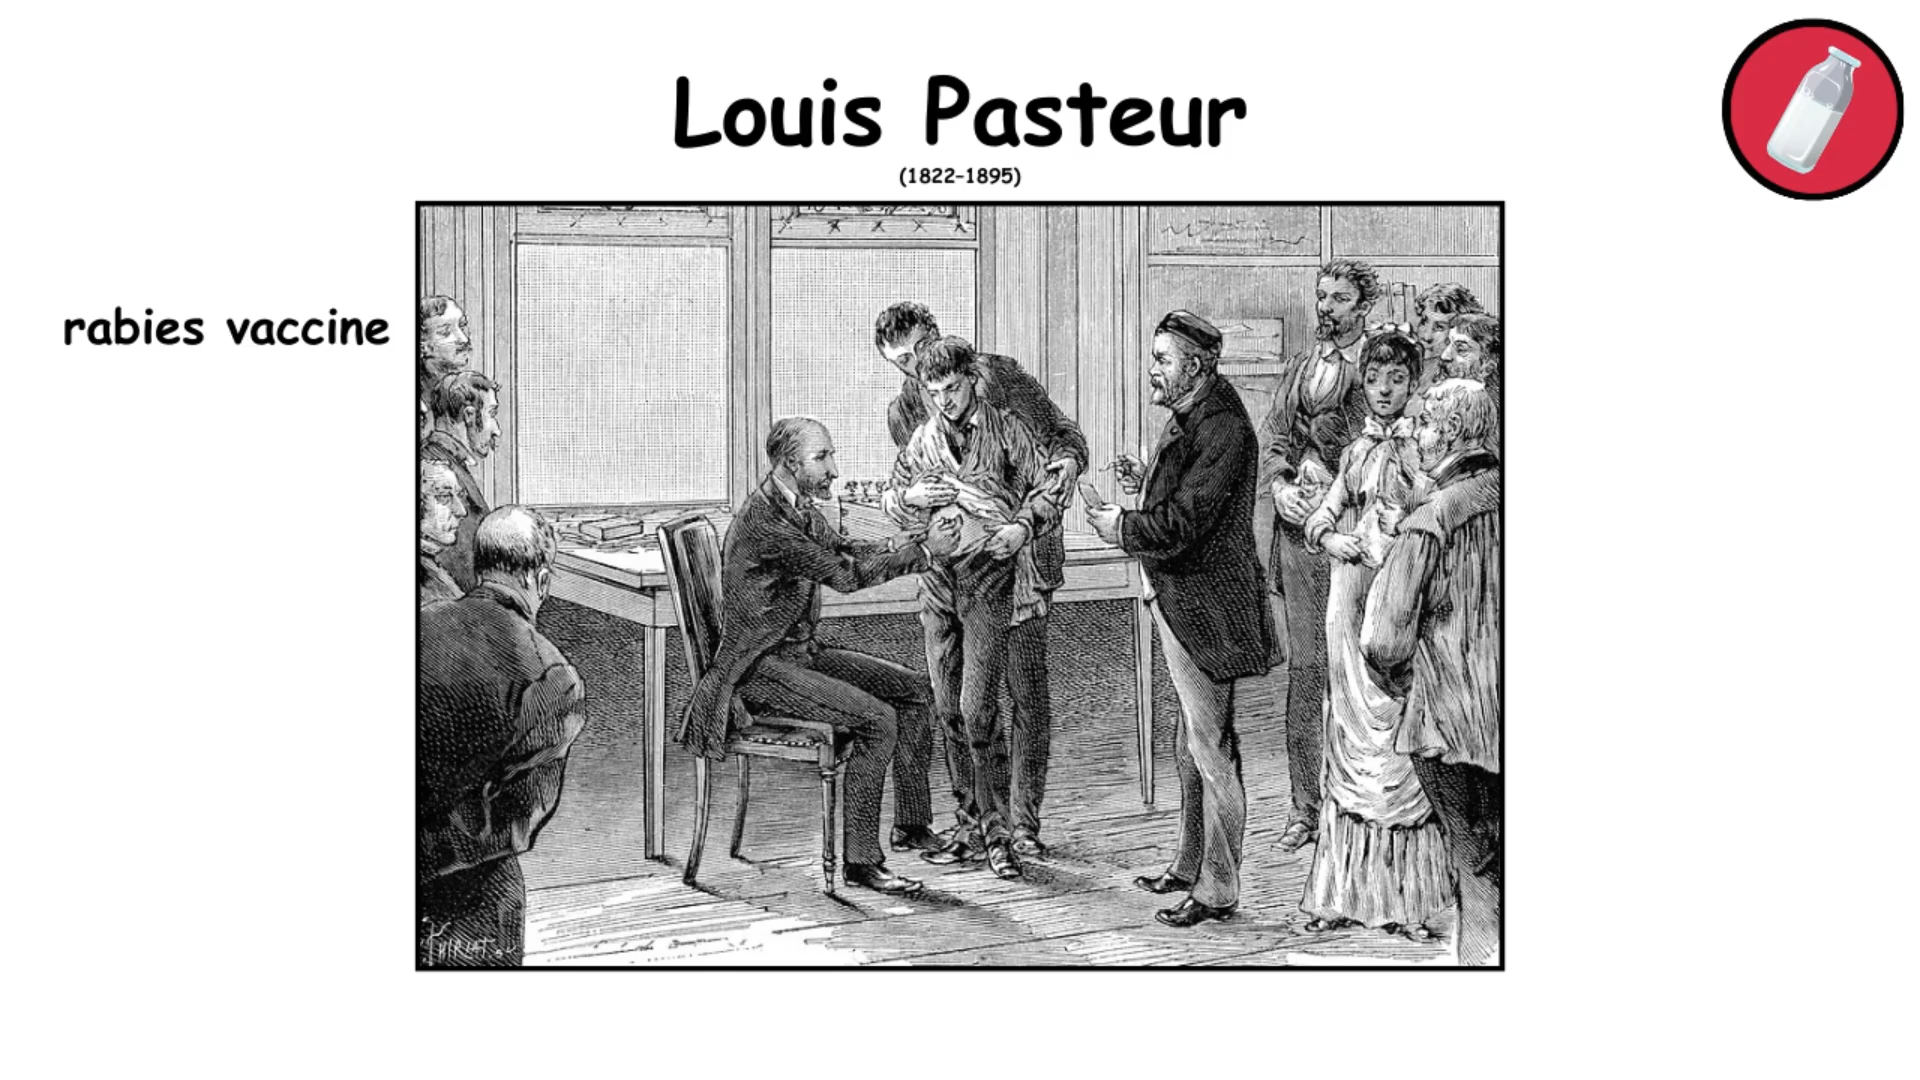 Louis Pasteur
(1822–1895)
rabies vaccine